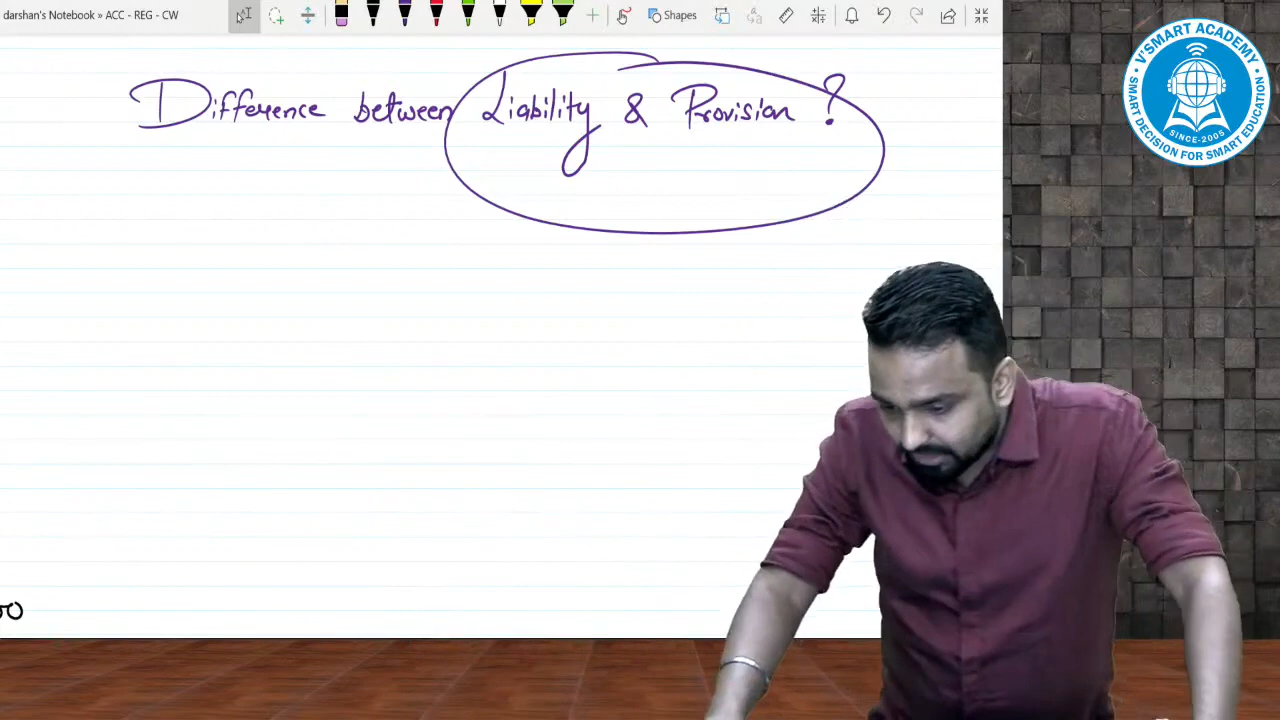 darshan's Notebook » ACC - REG - CW
Shapes
Difference between Liability & Provision ?
V'SMART ACADEMY
SINCE-2005
SMART DECISION FOR SMART EDUCATION